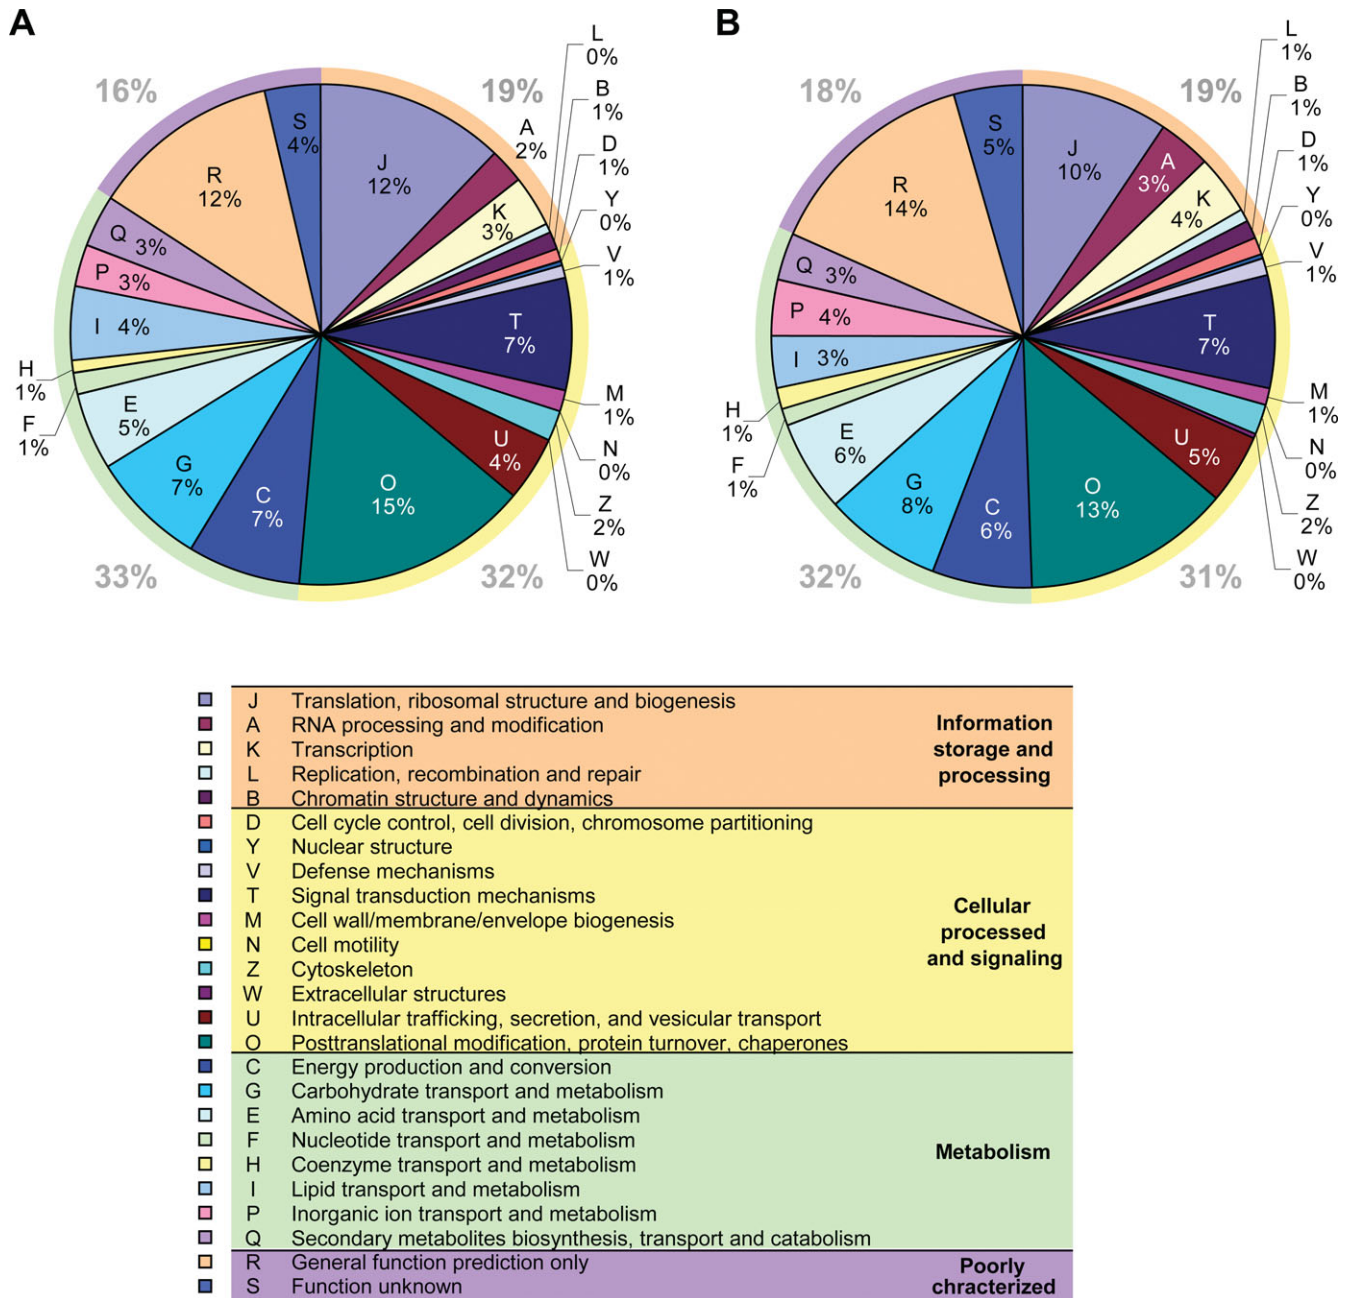 A
B
16%
19%
33%
32%
L
0%
B
1%
D
1%
Y
0%
V
1%
A
2%
S
4%
J
12%
K
3%
R
12%
Q 3%
P 3%
I 4%
T
7%
H
1%
F
1%
E
5%
M
1%
N
0%
Z
2%
W
0%
U
4%
G
7%
C
7%
O
15%
18%
19%
32%
31%
L
1%
B
1%
D
1%
Y
0%
V
1%
S
5%
J
10%
A
3%
K
4%
R
14%
Q 3%
P 4%
I 3%
T
7%
H
1%
F
1%
E
6%
M
1%
N
0%
Z
2%
W
0%
U
5%
G
8%
C
6%
O
13%
J Translation, ribosomal structure and biogenesis
A RNA processing and modification
K Transcription
L Replication, recombination and repair
B Chromatin structure and dynamics
Information
storage and
processing
D Cell cycle control, cell division, chromosome partitioning
Y Nuclear structure
V Defense mechanisms
T Signal transduction mechanisms
M Cell wall/membrane/envelope biogenesis
N Cell motility
Z Cytoskeleton
W Extracellular structures
U Intracellular trafficking, secretion, and vesicular transport
O Posttranslational modification, protein turnover, chaperones
Cellular
processed
and signaling
C Energy production and conversion
G Carbohydrate transport and metabolism
E Amino acid transport and metabolism
F Nucleotide transport and metabolism
H Coenzyme transport and metabolism
I Lipid transport and metabolism
P Inorganic ion transport and metabolism
Q Secondary metabolites biosynthesis, transport and catabolism
Metabolism
R General function prediction only
S Function unknown
Poorly
chracterized